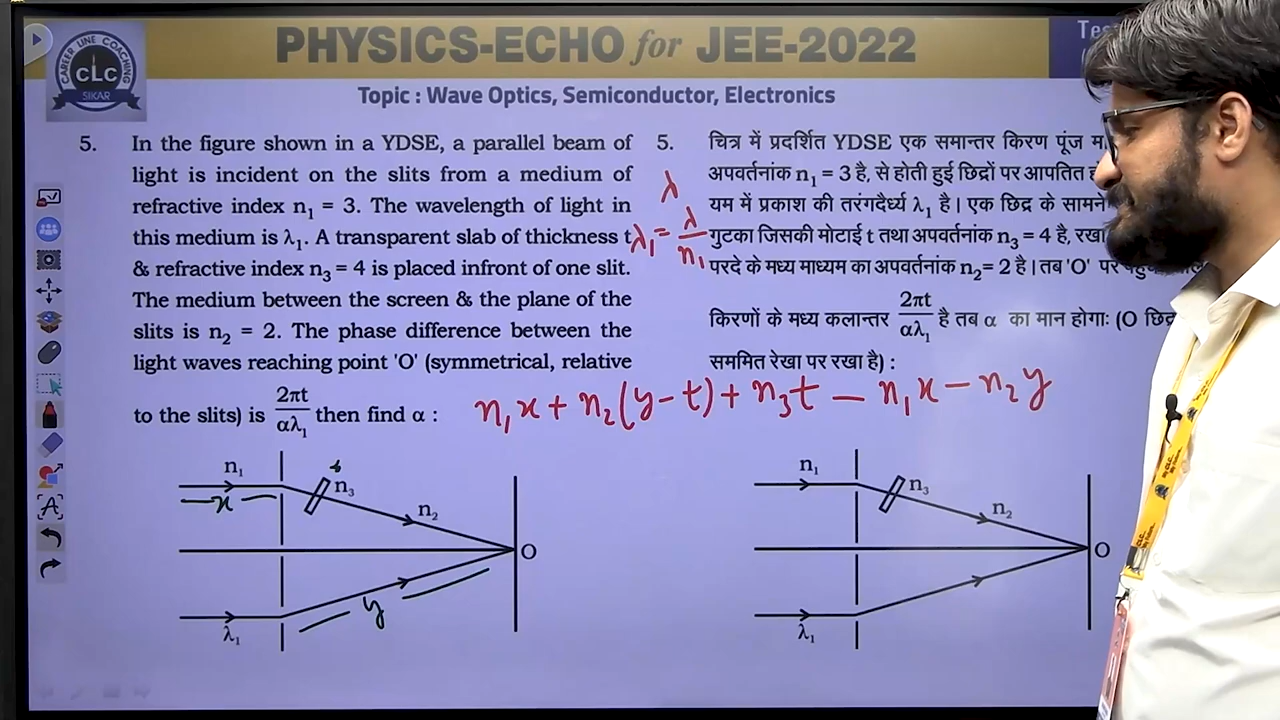 PHYSICS-ECHO for JEE-2022
CAREER LINE COACHING
CLC
SIKAR
Topic : Wave Optics, Semiconductor, Electronics
5. In the figure shown in a YDSE, a parallel beam of
light is incident on the slits from a medium of
refractive index n₁ = 3. The wavelength of light in
this medium is λ₁. A transparent slab of thickness t
& refractive index n₃ = 4 is placed infront of one slit.
The medium between the screen & the plane of the
slits is n₂ = 2. The phase difference between the
light waves reaching point 'O' (symmetrical, relative
to the slits) is 2πt/αλ₁ then find α :
λ
λ₁ = λ/n₁
5. चित्र में प्रदर्शित YDSE एक समान्तर किरण पूंज
अपवर्तनांक n₁ = 3 है, से होती हुई छिद्रों पर आपतित
यम में प्रकाश की तरंगदैर्ध्य λ₁ है। एक छिद्र के सामने
गुटका जिसकी मोटाई t तथा अपवर्तनांक n₃ = 4 है, रखा
परदे के मध्य माध्यम का अपवर्तनांक n₂= 2 है। तब 'O' पर
किरणों के मध्य कलान्तर 2πt/αλ₁ है तब α का मान होगाः (O
सममित रेखा पर रखा है) :
n₁x + n₂(y-t) + n₃t - n₁x - n₂y
n₁
n₃
x
n₂
O
y
λ₁
n₁
n₃
n₂
O
λ₁